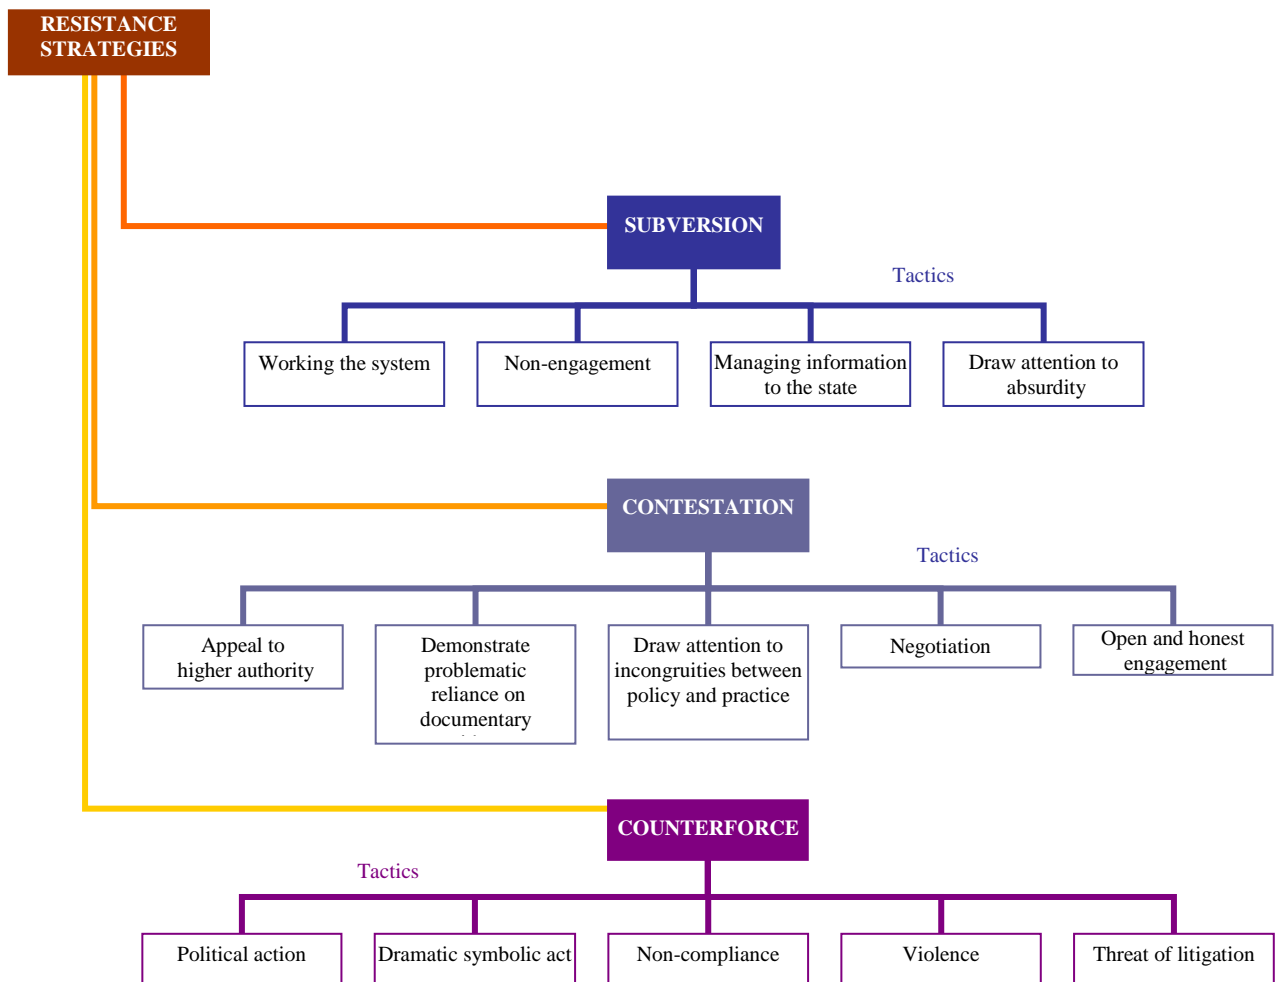 RESISTANCE
STRATEGIES
SUBVERSION
Tactics
Working the system
Non-engagement
Managing information
to the state
Draw attention to
absurdity
CONTESTATION
Tactics
Appeal to
higher authority
Demonstrate
problematic
reliance on
documentary
Draw attention to
incongruities between
policy and practice
Negotiation
Open and honest
engagement
COUNTERFORCE
Tactics
Political action
Dramatic symbolic act
Non-compliance
Violence
Threat of litigation